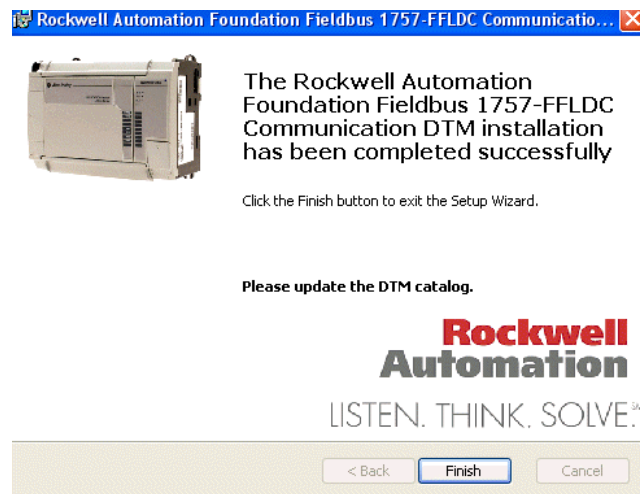 Rockwell Automation Foundation Fieldbus 1757-FFLDC Communicatio...
The Rockwell Automation
Foundation Fieldbus 1757-FFLDC
Communication DTM installation
has been completed successfully
Click the Finish button to exit the Setup Wizard.
Please update the DTM catalog.
Rockwell
Automation
LISTEN. THINK. SOLVE.
< Back
Finish
Cancel